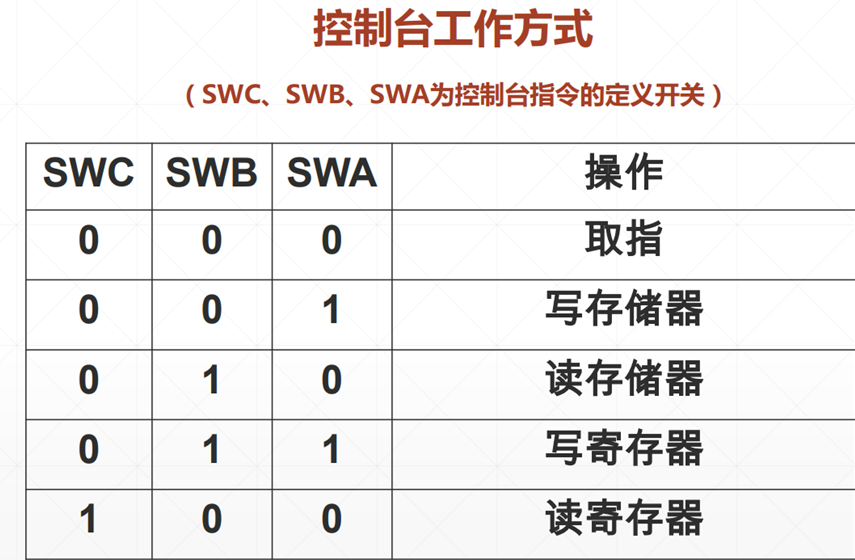 控制台工作方式
（ SWC、SWB、SWA为控制台指令的定义开关 ）
SWC SWB SWA 操作
0 0 0 取指
0 0 1 写存储器
0 1 0 读存储器
0 1 1 写寄存器
1 0 0 读寄存器